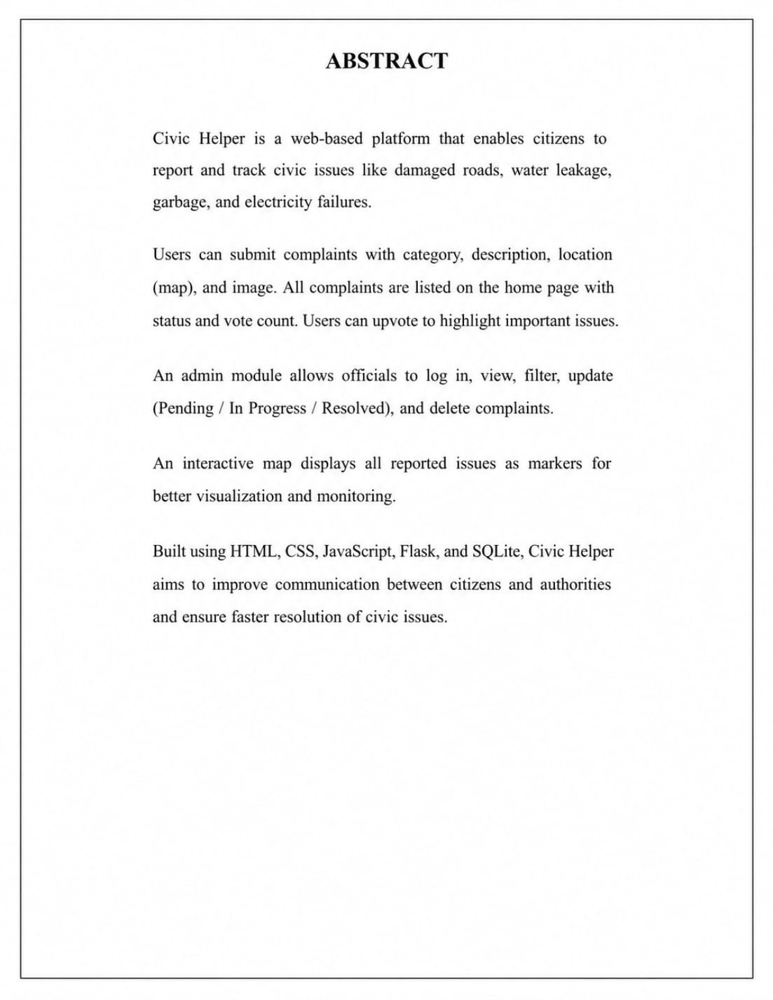 ABSTRACT
Civic Helper is a web-based platform that enables citizens to
report and track civic issues like damaged roads, water leakage,
garbage, and electricity failures.
Users can submit complaints with category, description, location
(map), and image. All complaints are listed on the home page with
status and vote count. Users can upvote to highlight important issues.
An admin module allows officials to log in, view, filter, update
(Pending / In Progress / Resolved), and delete complaints.
An interactive map displays all reported issues as markers for
better visualization and monitoring.
Built using HTML, CSS, JavaScript, Flask, and SQLite, Civic Helper
aims to improve communication between citizens and authorities
and ensure faster resolution of civic issues.